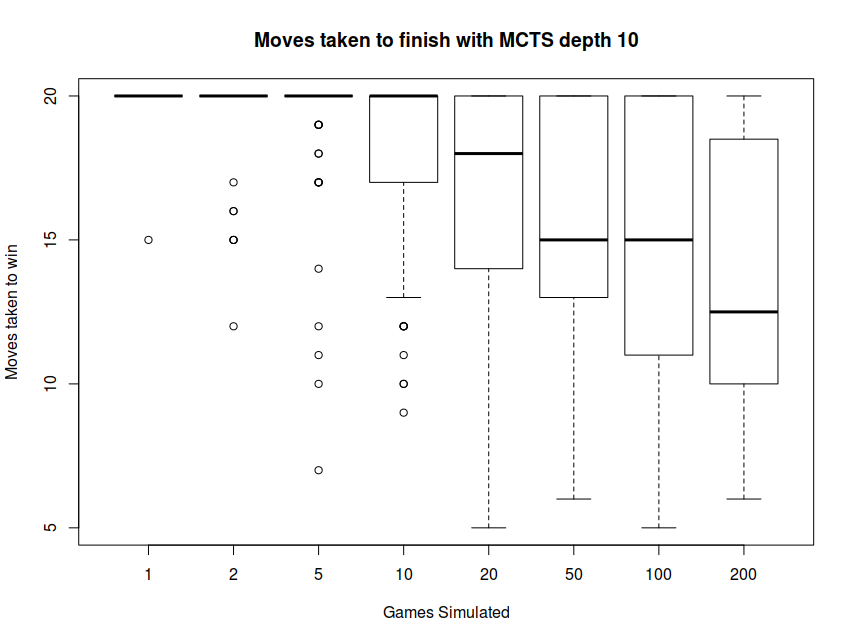 Moves taken to finish with MCTS depth 10
Moves taken to win
20
15
10
5
1 2 5 10 20 50 100 200
Games Simulated